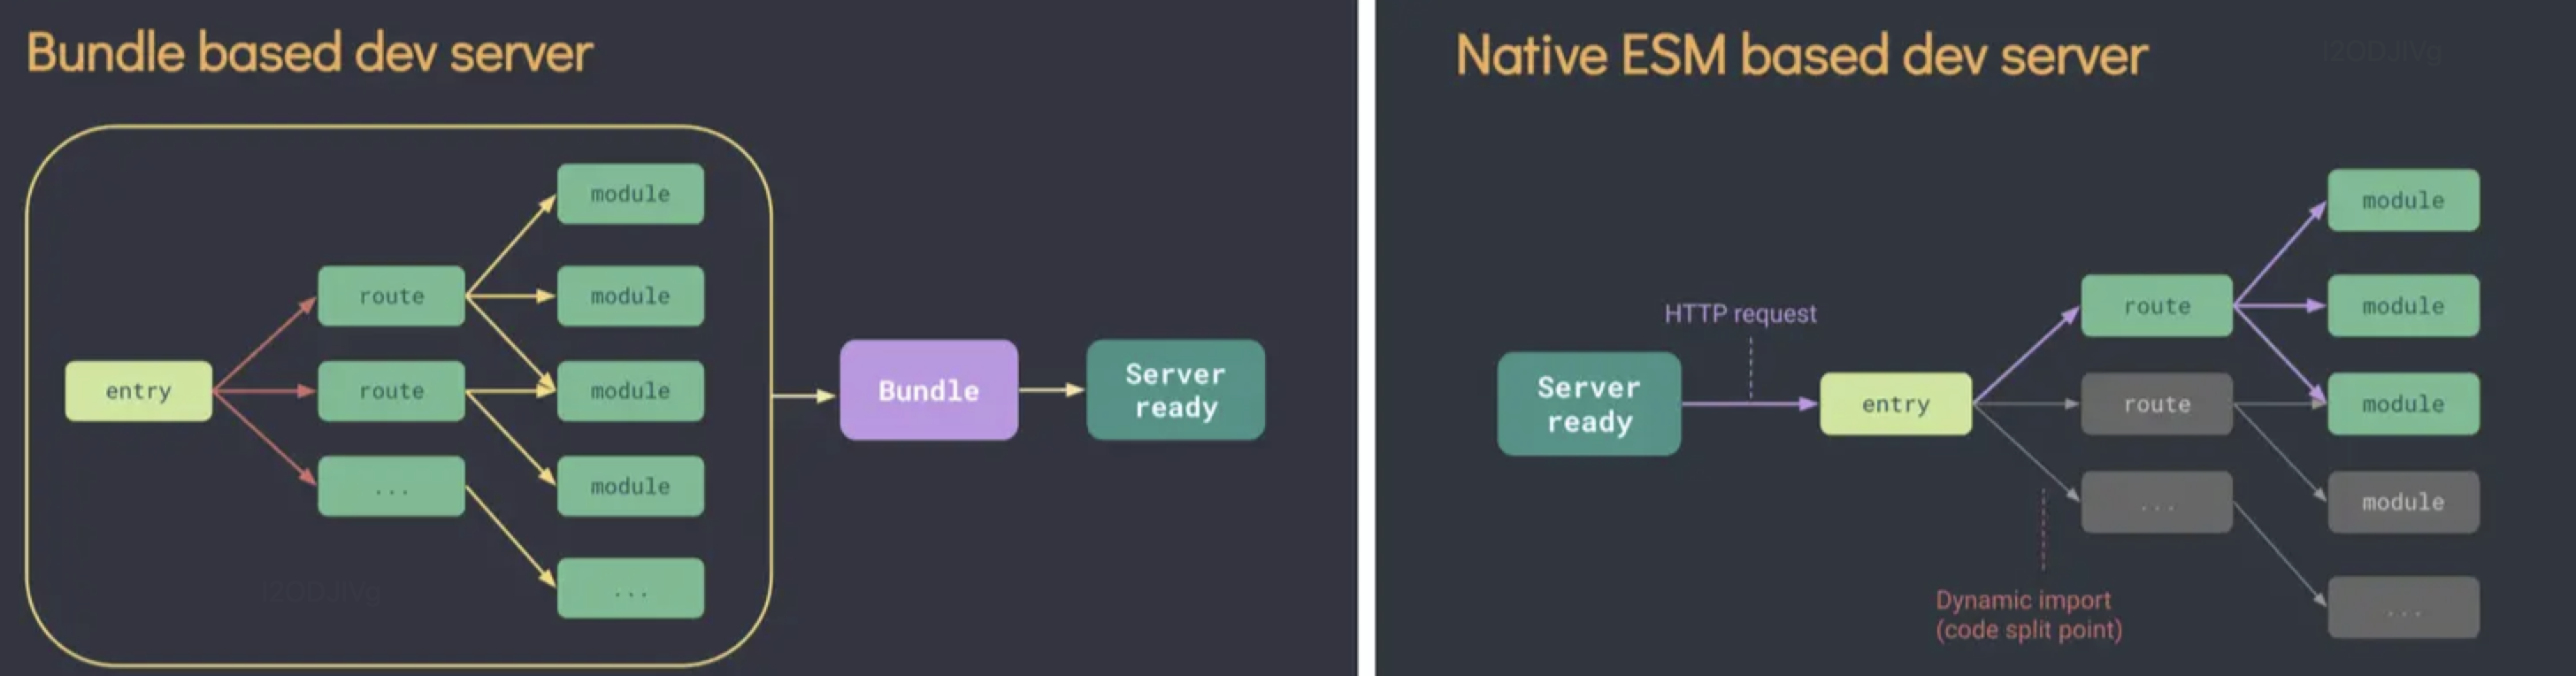 Bundle based dev server
module
route
module
entry
route
module
...
module
...
Bundle
Server
ready
Native ESM based dev server
module
HTTP request
route
module
Server
ready
entry
route
module
...
module
Dynamic import
(code split point)
...